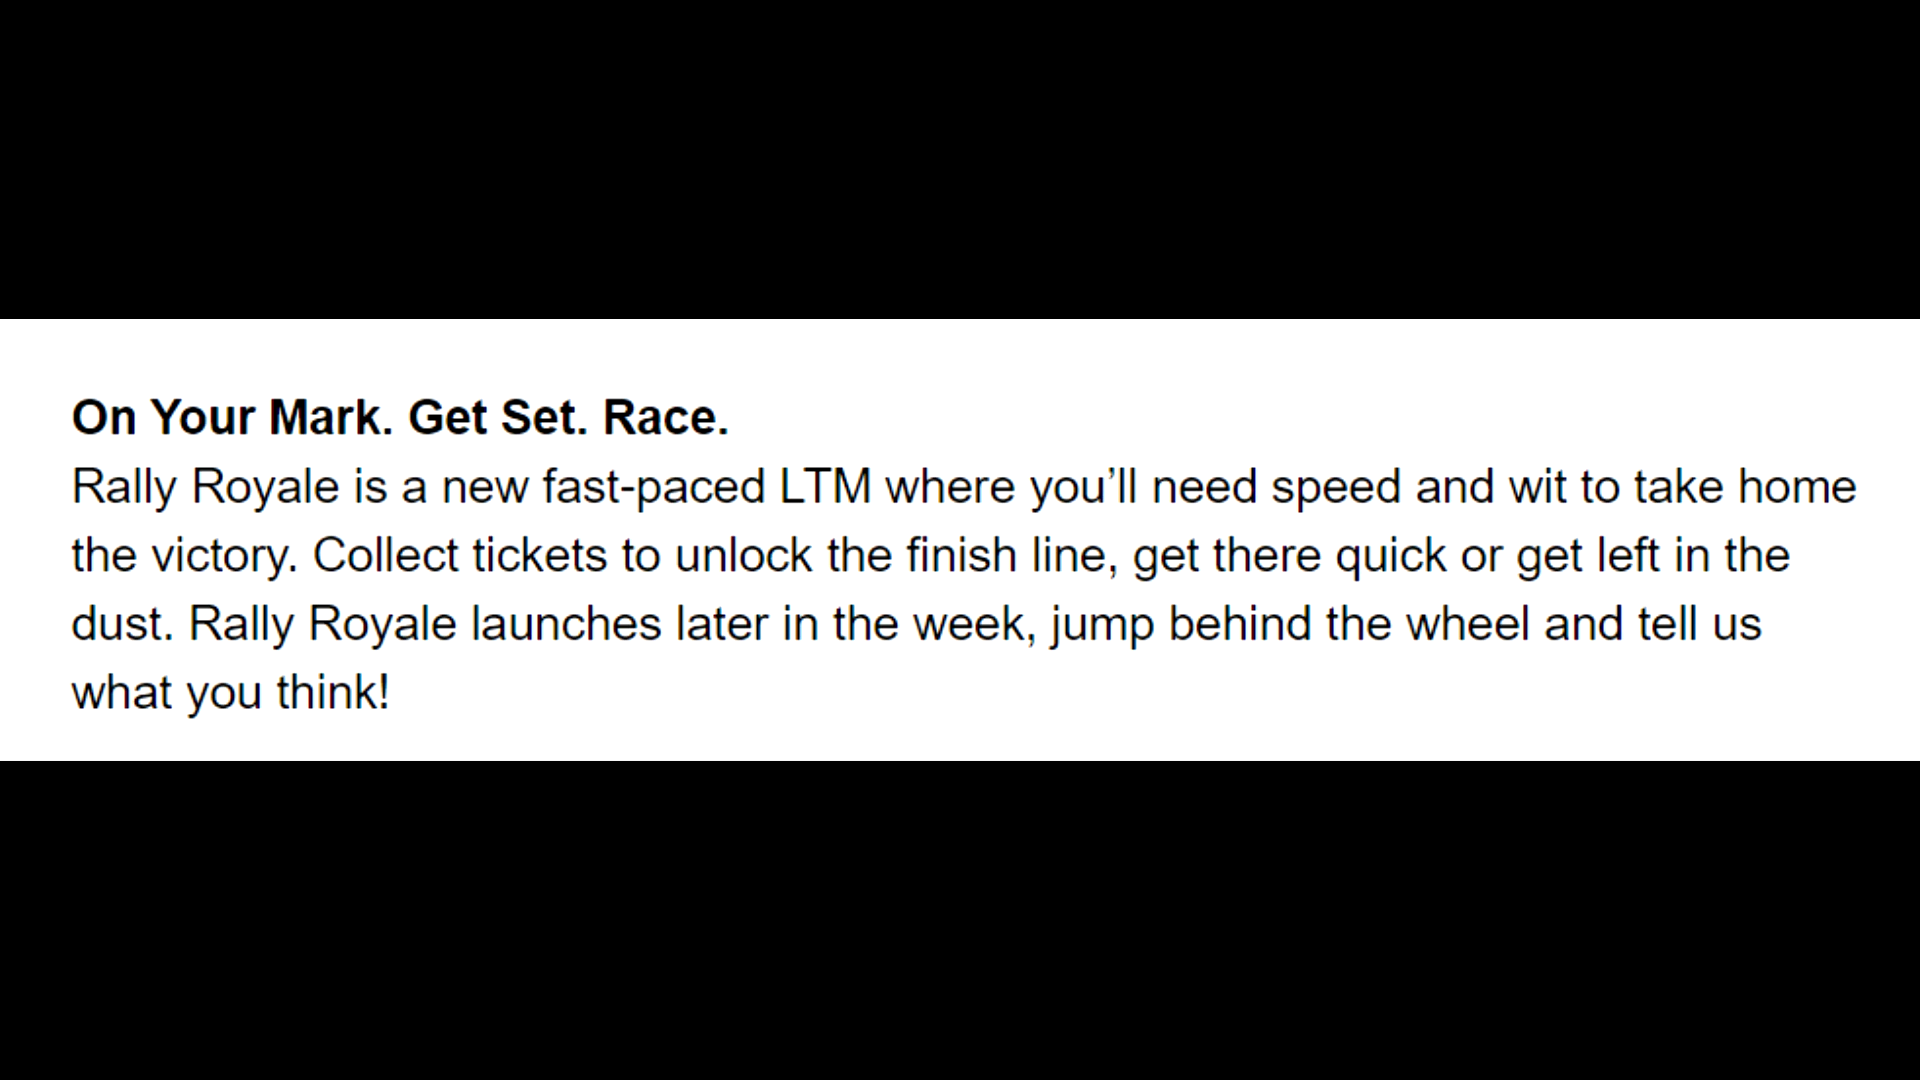 On Your Mark. Get Set. Race.
Rally Royale is a new fast-paced LTM where you’ll need speed and wit to take home
the victory. Collect tickets to unlock the finish line, get there quick or get left in the
dust. Rally Royale launches later in the week, jump behind the wheel and tell us
what you think!